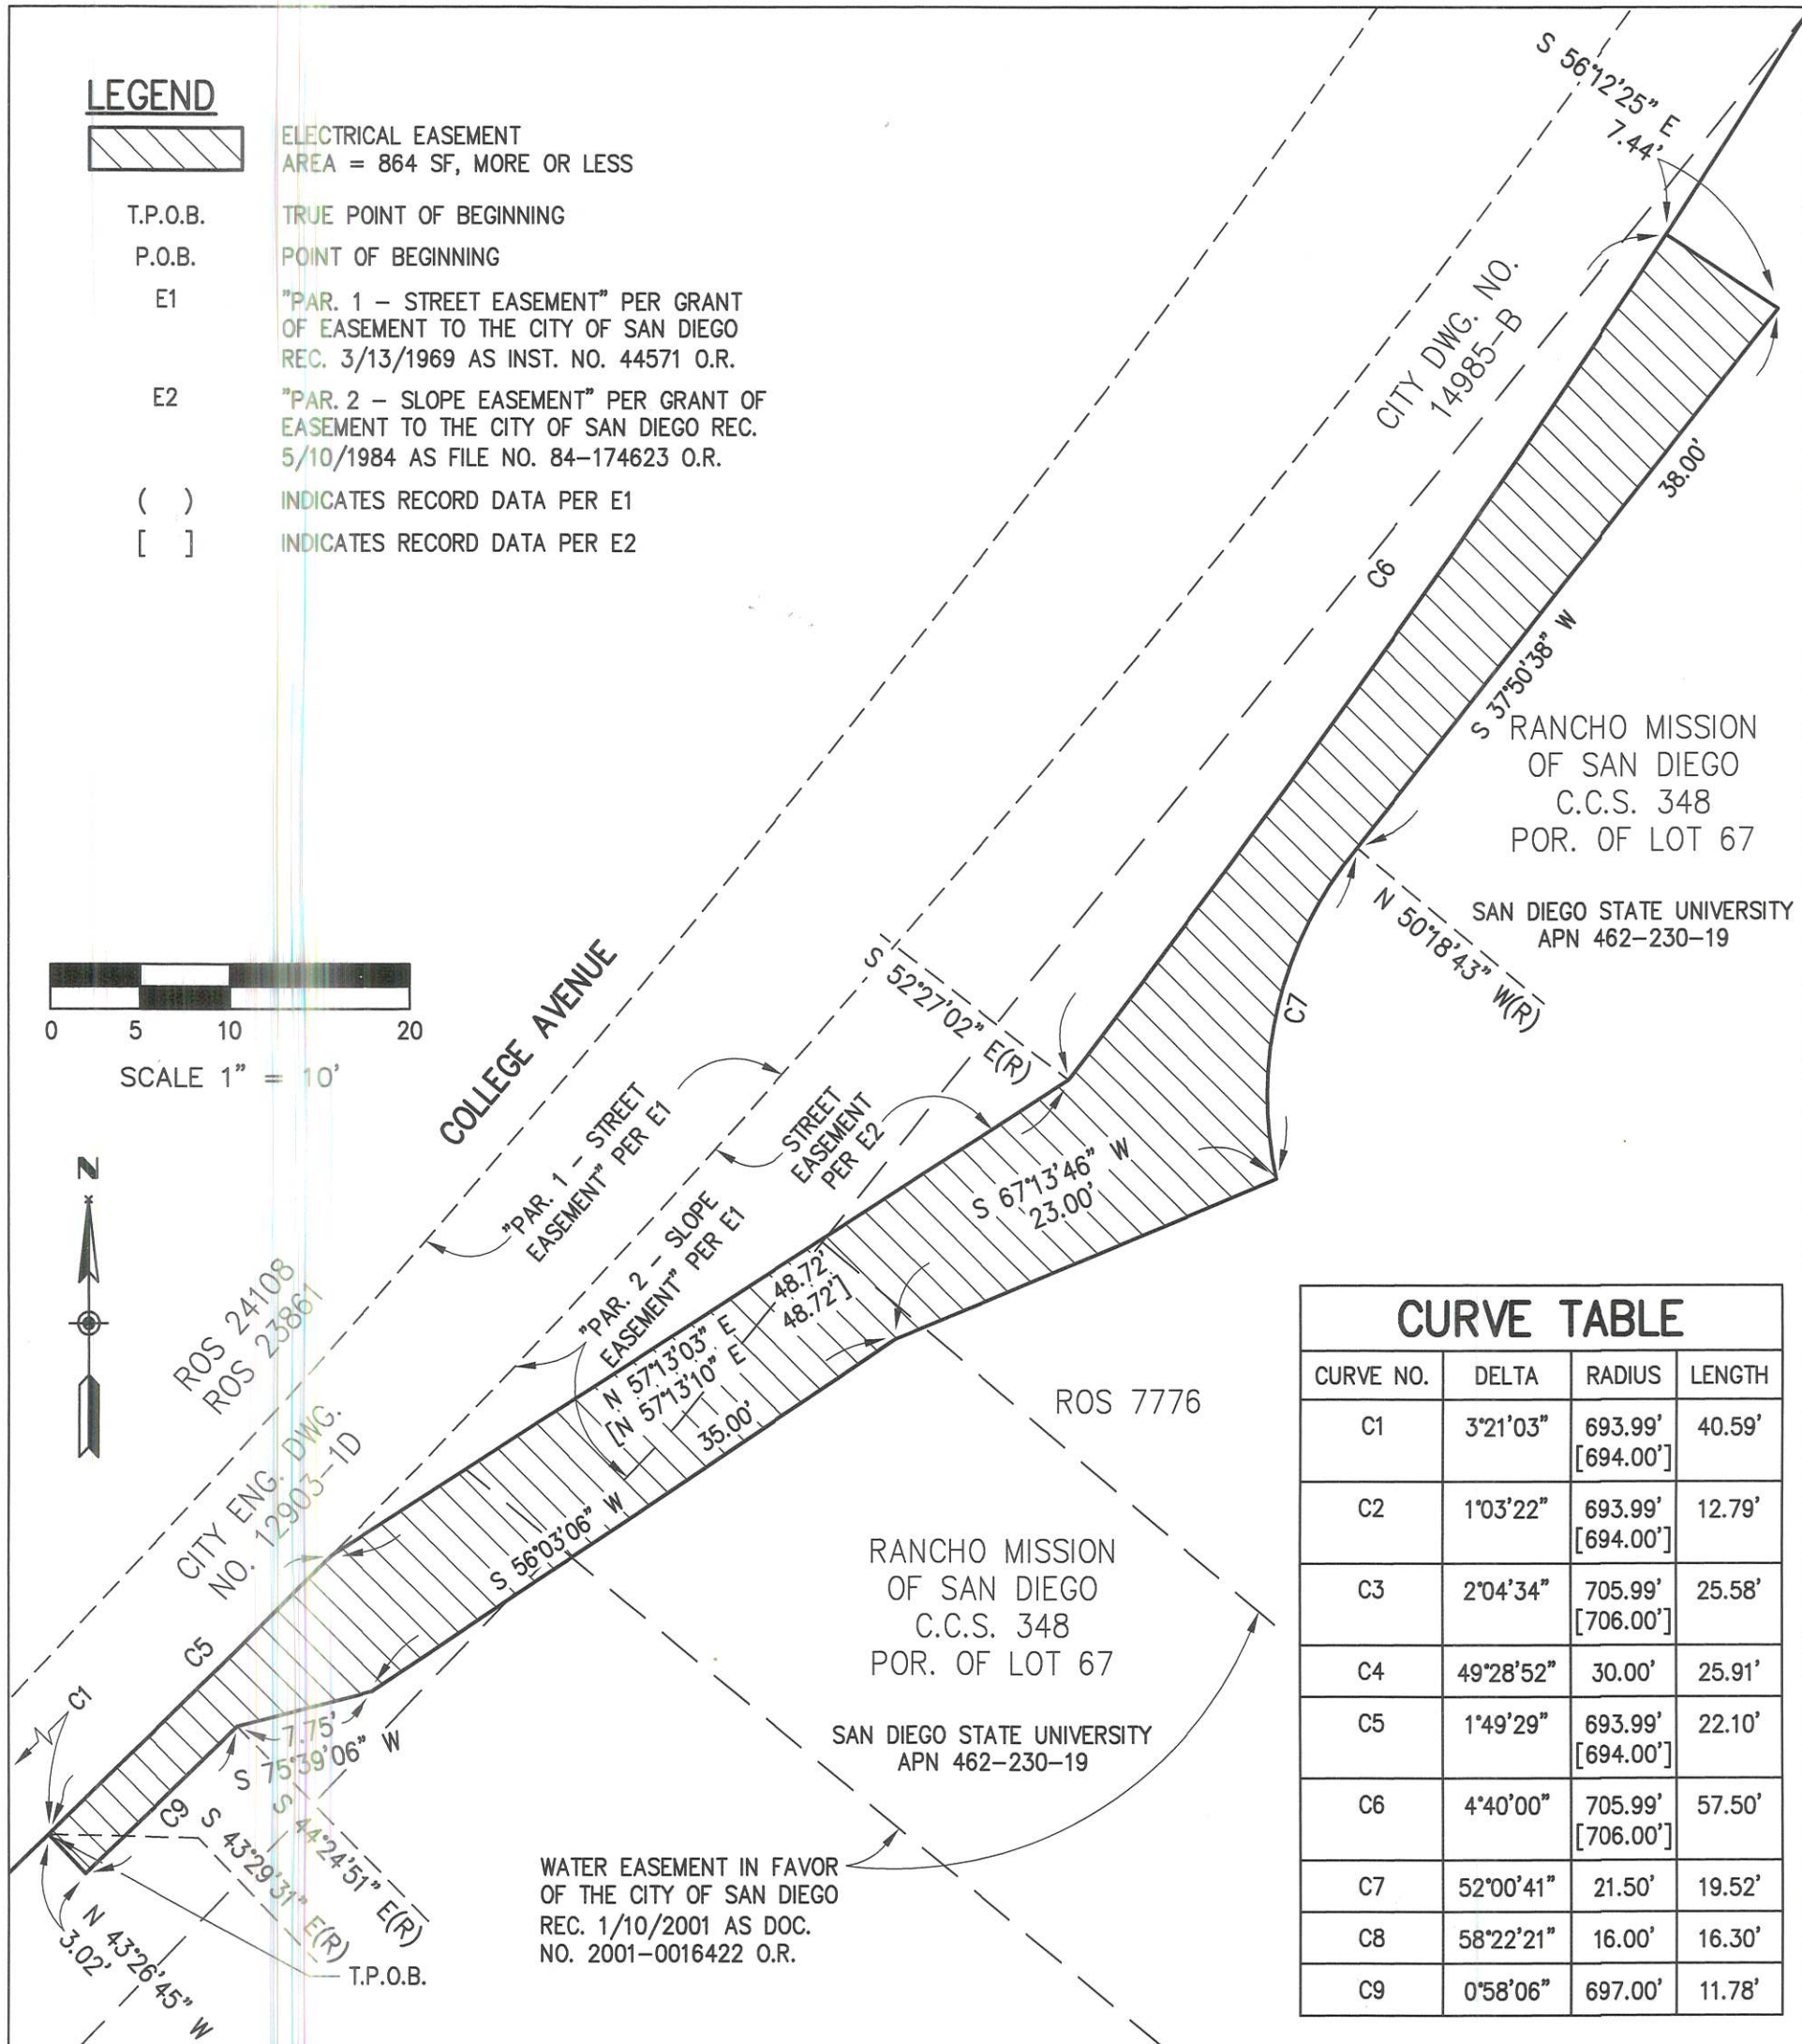 LEGEND
ELECTRICAL EASEMENT
AREA = 864 SF, MORE OR LESS
T.P.O.B. TRUE POINT OF BEGINNING
P.O.B. POINT OF BEGINNING
E1 "PAR. 1 – STREET EASEMENT" PER GRANT
OF EASEMENT TO THE CITY OF SAN DIEGO
REC. 3/13/1969 AS INST. NO. 44571 O.R.
E2 "PAR. 2 – SLOPE EASEMENT" PER GRANT OF
EASEMENT TO THE CITY OF SAN DIEGO REC.
5/10/1984 AS FILE NO. 84–174623 O.R.
( ) INDICATES RECORD DATA PER E1
[ ] INDICATES RECORD DATA PER E2
S 56°12'25" E
7.44'
CITY DWG. NO.
14985–B
C6
38.00'
S 37°50'38" W
RANCHO MISSION
OF SAN DIEGO
C.C.S. 348
POR. OF LOT 67
SAN DIEGO STATE UNIVERSITY
APN 462–230–19
N 50°18'43" W(R)
C7
S 52°27'02" E(R)
0 5 10 20
SCALE 1" = 10'
N
COLLEGE AVENUE
"PAR. 1 – STREET
EASEMENT" PER E1
STREET
EASEMENT
PER E2
"PAR. 2 – SLOPE
EASEMENT" PER E1
S 67°13'46" W
23.00'
N 57°13'03" E 48.72'
[N 57°13'10" E 48.72']
35.00'
S 56°03'06" W
ROS 24108
ROS 23861
CITY ENG. DWG.
NO. 12903–1D
C5
C1
7.75'
S 75°39'06" W
C9
S 44°24'51" E(R)
S 43°29'31" E(R)
N 43°26'45" W
3.02'
T.P.O.B.
ROS 7776
RANCHO MISSION
OF SAN DIEGO
C.C.S. 348
POR. OF LOT 67
SAN DIEGO STATE UNIVERSITY
APN 462–230–19
WATER EASEMENT IN FAVOR
OF THE CITY OF SAN DIEGO
REC. 1/10/2001 AS DOC.
NO. 2001–0016422 O.R.
CURVE TABLE
CURVE NO. DELTA RADIUS LENGTH
C1 3°21'03" 693.99' 40.59'
[694.00']
C2 1°03'22" 693.99' 12.79'
[694.00']
C3 2°04'34" 705.99' 25.58'
[706.00']
C4 49°28'52" 30.00' 25.91'
C5 1°49'29" 693.99' 22.10'
[694.00']
C6 4°40'00" 705.99' 57.50'
[706.00']
C7 52°00'41" 21.50' 19.52'
C8 58°22'21" 16.00' 16.30'
C9 0°58'06" 697.00' 11.78'